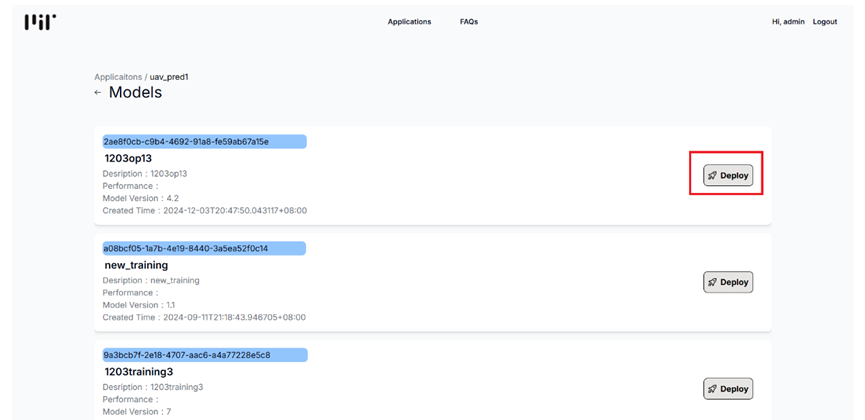 Applications FAQs Hi, admin Logout
Applicaitons / uav_pred1
← Models
2ae8f0cb-c9b4-4692-91a8-fe59ab67a15e
1203op13
Desription : 1203op13
Performance :
Model Version : 4.2
Created Time : 2024-12-03T20:47:50.043117+08:00
Deploy
a08bcf05-1a7b-4e19-8440-3a5ea52f0c14
new_training
Desription : new_training
Performance :
Model Version : 1.1
Created Time : 2024-09-11T21:18:43.946705+08:00
Deploy
9a3bcb7f-2e18-4707-aac6-a4a77228e5c8
1203training3
Desription : 1203training3
Performance :
Model Version : 7
Deploy